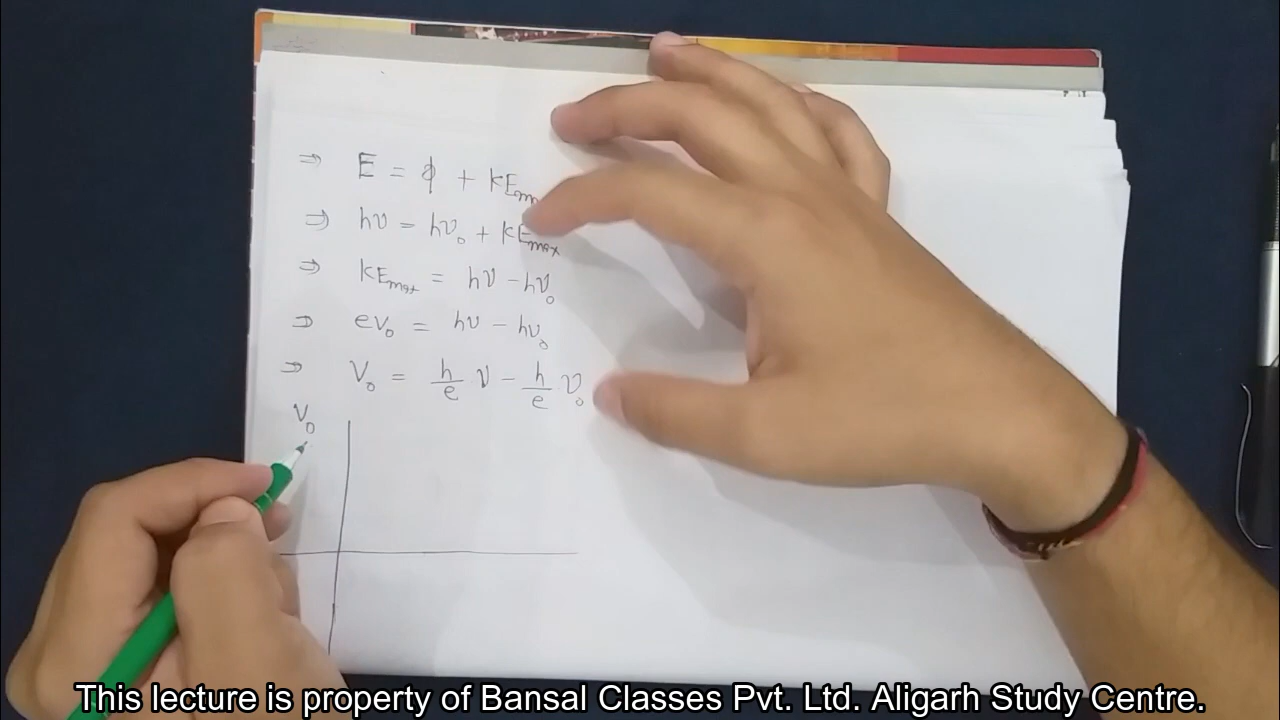 ⇒ E = ϕ + KEm
⇒ hν = hν₀ + KEmax
⇒ KEmax = hν − hν₀
⇒ eV₀ = hν − hν₀
⇒ V₀ = h/e ν − h/e ν₀
V₀
This lecture is property of Bansal Classes Pvt. Ltd. Aligarh Study Centre.